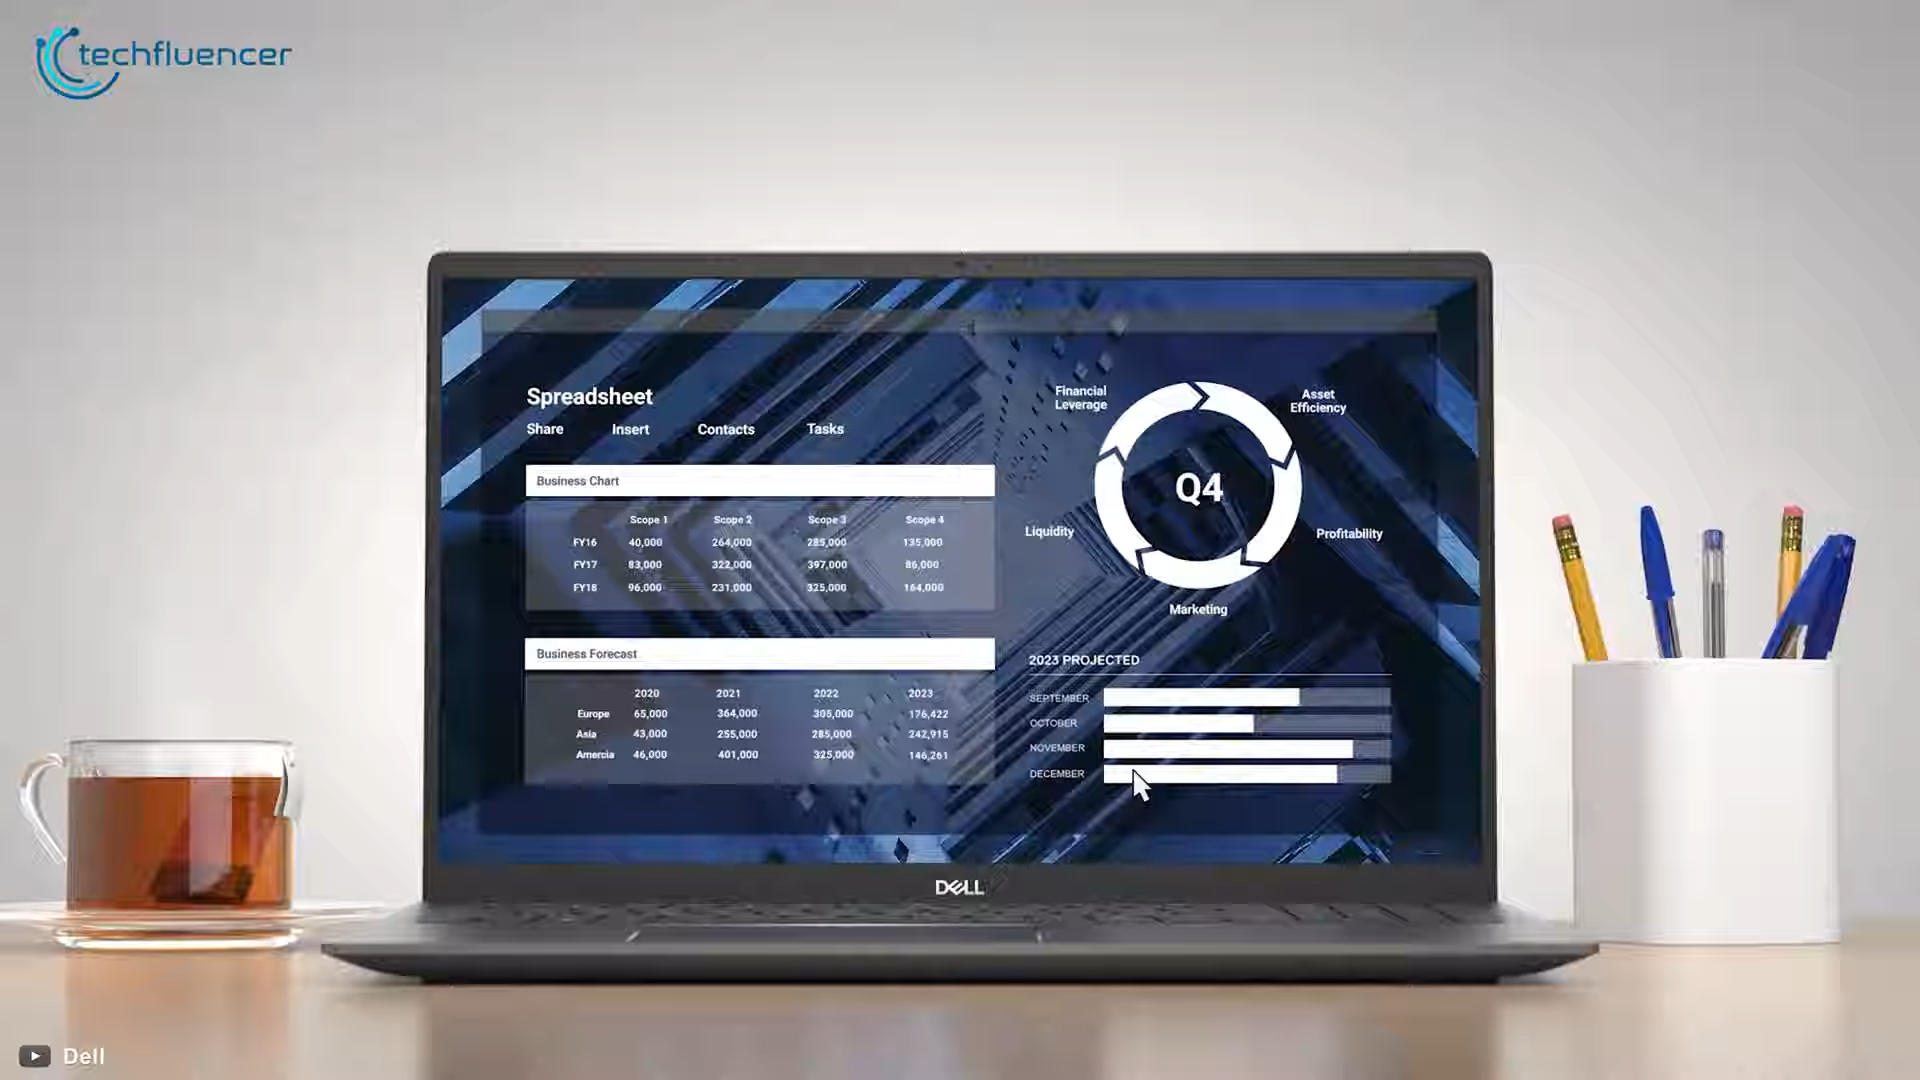 techfluencer
Spreadsheet
Share Insert Contacts Tasks
Business Chart
Scope 1 Scope 2 Scope 3 Scope 4
FY16 40,000 264,000 285,000 135,000
FY17 83,000 322,000 397,000 86,000
FY18 96,000 231,000 325,000 164,000
Business Forecast
2020 2021 2022 2023
Europe 65,000 364,000 305,000 176,422
Asia 43,000 255,000 285,000 242,915
Amercia 46,000 401,000 325,000 146,261
Financial
Leverage
Asset
Efficiency
Q4
Liquidity
Profitability
Marketing
2023 PROJECTED
SEPTEMBER
OCTOBER
NOVEMBER
DECEMBER
DELL
Dell